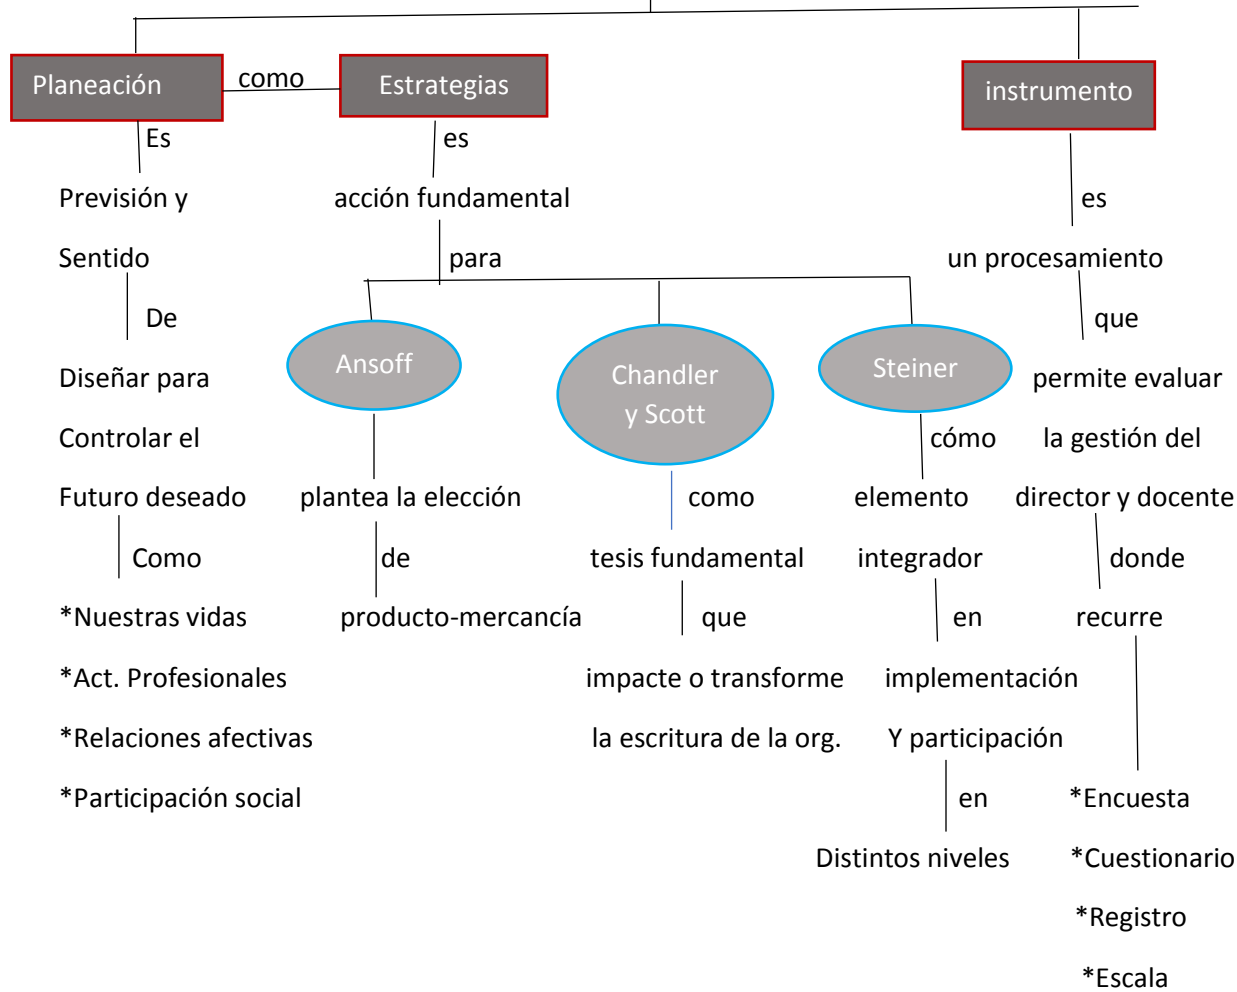 Planeación
como
Estrategias
instrumento
Es
Previsión y
Sentido
De
Diseñar para
Controlar el
Futuro deseado
Como
*Nuestras vidas
*Act. Profesionales
*Relaciones afectivas
*Participación social
es
acción fundamental
para
Ansoff
plantea la elección
de
producto-mercancía
Chandler
y Scott
como
tesis fundamental
que
impacte o transforme
la escritura de la org.
Steiner
cómo
elemento
integrador
en
implementación
Y participación
en
Distintos niveles
es
un procesamiento
que
permite evaluar
la gestión del
director y docente
donde
recurre
*Encuesta
*Cuestionario
*Registro
*Escala